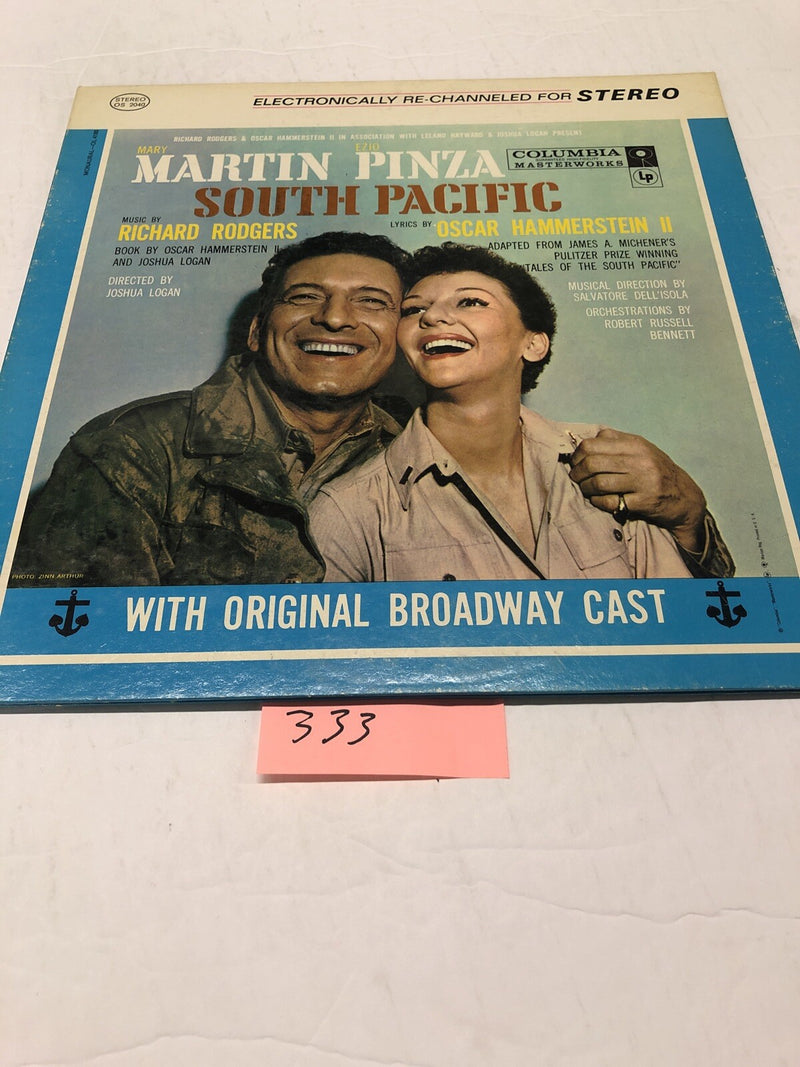 STEREO
OS 2040
ELECTRONICALLY RE-CHANNELED FOR STEREO
RICHARD RODGERS & OSCAR HAMMERSTEIN II IN ASSOCIATION WITH LELAND HAYWARD & JOSHUA LOGAN PRESENT
MARY EZIO
MARTIN PINZA
COLUMBIA
MASTERWORKS
LP
SOUTH PACIFIC
MUSIC BY
RICHARD RODGERS
LYRICS BY OSCAR HAMMERSTEIN II
BOOK BY OSCAR HAMMERSTEIN II
AND JOSHUA LOGAN
DIRECTED BY
JOSHUA LOGAN
ADAPTED FROM JAMES A. MICHENER'S
PULITZER PRIZE WINNING
"TALES OF THE SOUTH PACIFIC"
MUSICAL DIRECTION BY
SALVATORE DELL'ISOLA
ORCHESTRATIONS BY
ROBERT RUSSELL
BENNETT
PHOTO: ZINN ARTHUR
WITH ORIGINAL BROADWAY CAST
333